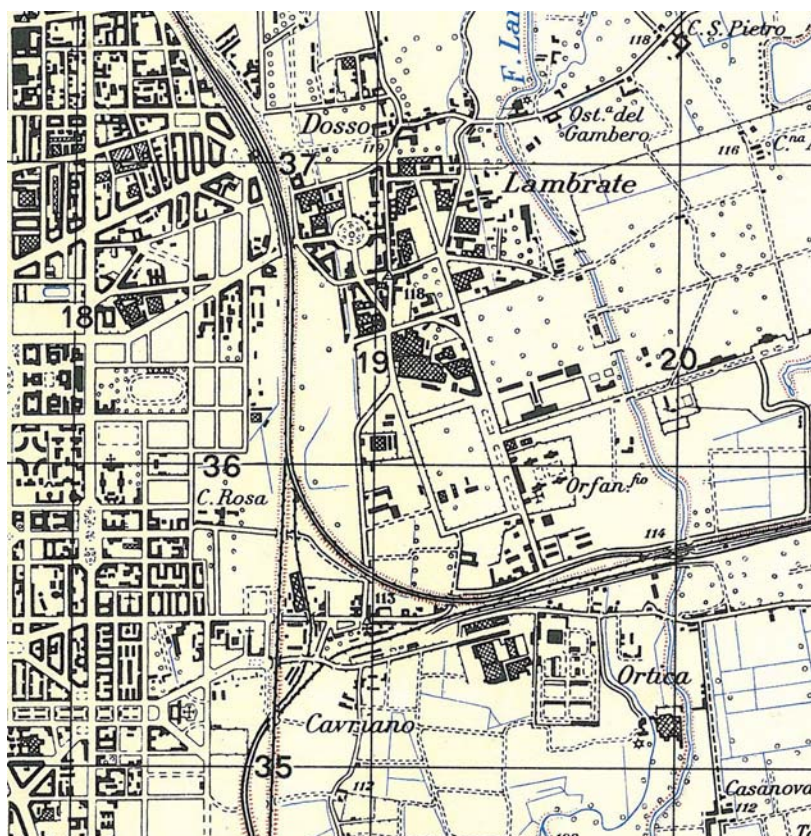 118
C. S. Pietro
F. La
Ost.ª del
Gambero
Dosso
119
116
C.na
37
Lambrate
118
18
19
20
36
C. Rosa
Orfan.fio
114
113
Ortica
Cavriano
35
112
Casanova
112